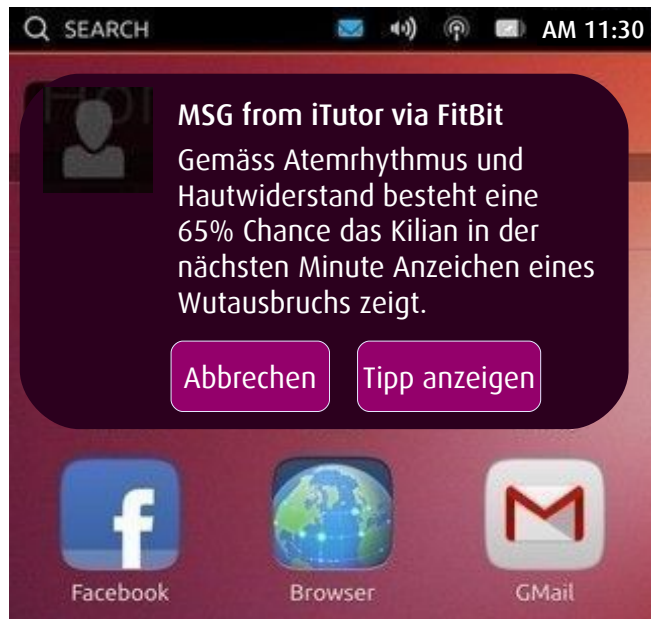 SEARCH AM 11:30
MSG from iTutor via FitBit
Gemäss Atemrhythmus und
Hautwiderstand besteht eine
65% Chance das Kilian in der
nächsten Minute Anzeichen eines
Wutausbruchs zeigt.
Abbrechen Tipp anzeigen
Facebook Browser GMail